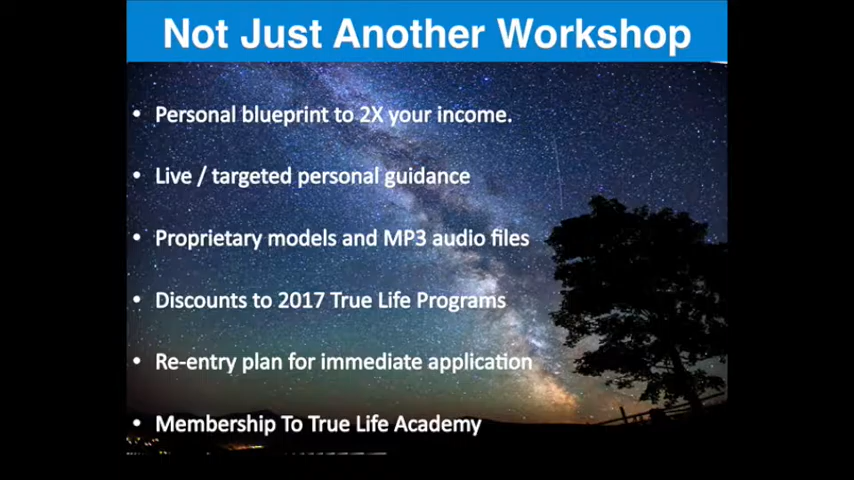 Not Just Another Workshop
• Personal blueprint to 2X your income.
• Live / targeted personal guidance
• Proprietary models and MP3 audio files
• Discounts to 2017 True Life Programs
• Re-entry plan for immediate application
• Membership To True Life Academy